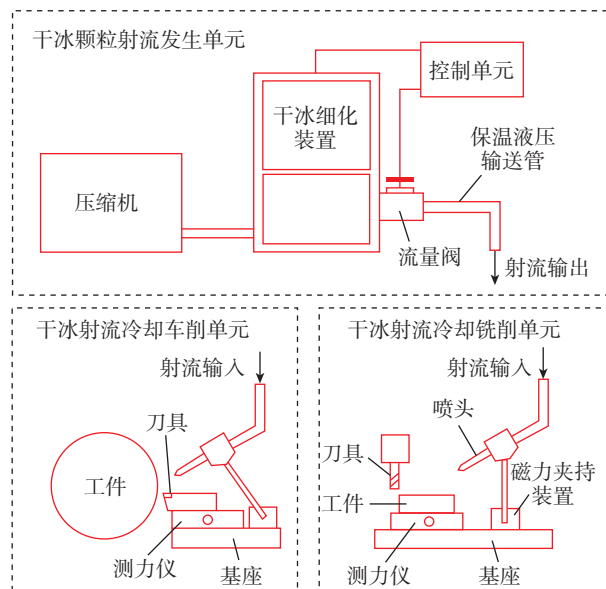 干冰颗粒射流发生单元
控制单元
干冰细化
装置
保温液压
输送管
压缩机
流量阀
射流输出
干冰射流冷却车削单元
射流输入
刀具
工件
测力仪
基座
干冰射流冷却铣削单元
射流输入
喷头
刀具
磁力夹持
装置
工件
测力仪
基座